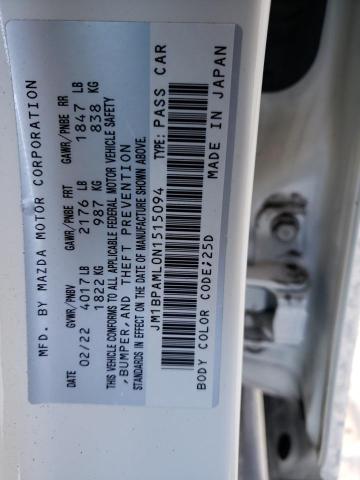 MFD. BY MAZDA MOTOR CORPORATION
DATE GVWR/PNBV GAWR/PNBE FRT GAWR/PNBE RR
02/22 4017 LB 2176 LB 1847 LB
1822 KG 987 KG 838 KG
THIS VEHICLE CONFORMS TO ALL APPLICABLE FEDERAL MOTOR VEHICLE SAFETY
,BUMPER,AND THEFT PREVENTION
STANDARDS IN EFFECT ON THE DATE OF MANUFACTURE SHOWN ABOVE.
JM1BPAML0N1515094 TYPE: PASS CAR
BODY COLOR CODE;25D MADE IN JAPAN